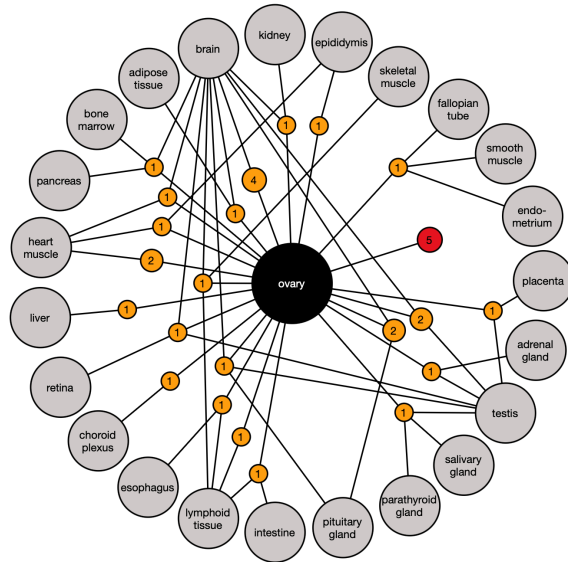 kidney
brain
epididymis
skeletal
muscle
adipose
tissue
fallopian
tube
bone
marrow
1
1
smooth
muscle
1
1
pancreas
4
endo-
metrium
1
1
1
heart
muscle
5
2
ovary
placenta
1
liver
1
1
2
1
2
adrenal
gland
retina
1
1
1
choroid
plexus
1
1
1
testis
1
salivary
gland
esophagus
1
parathyroid
gland
lymphoid
tissue
intestine
pituitary
gland